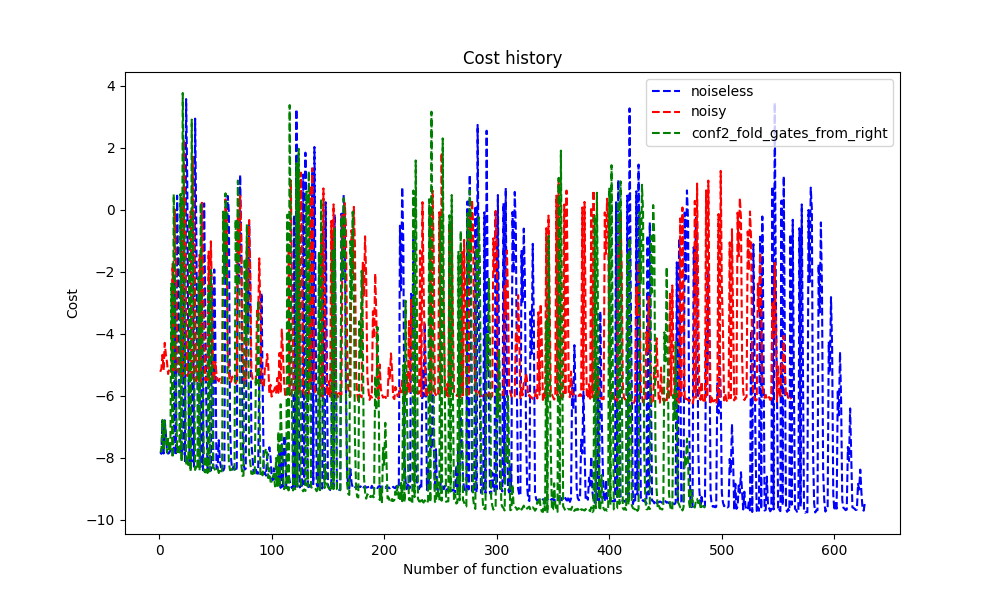 Cost history
noiseless
noisy
conf2_fold_gates_from_right
4
2
0
−2
−4
−6
−8
−10
Cost
0 100 200 300 400 500 600
Number of function evaluations